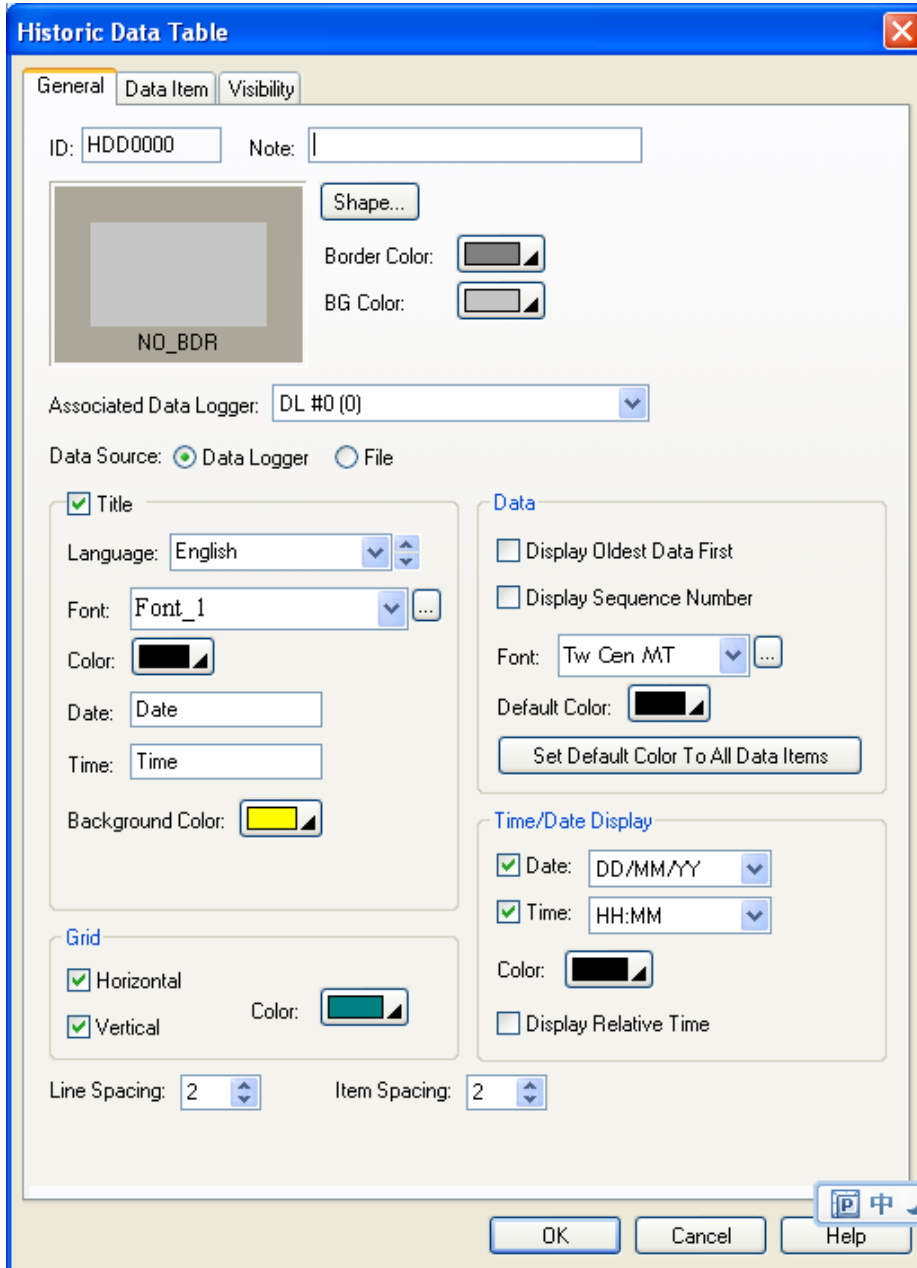 Historic Data Table
General Data Item Visibility
ID: HDD0000 Note:
Shape...
Border Color:
BG Color:
NO_BDR
Associated Data Logger: DL #0 (0)
Data Source: Data Logger File
Title
Language: English
Font: Font_1 ...
Color:
Date: Date
Time: Time
Background Color:
Data
Display Oldest Data First
Display Sequence Number
Font: Tw Cen MT ...
Default Color:
Set Default Color To All Data Items
Time/Date Display
Date: DD/MM/YY
Time: HH:MM
Color:
Display Relative Time
Grid
Horizontal
Vertical
Color:
Line Spacing: 2 Item Spacing: 2
P 中
OK Cancel Help